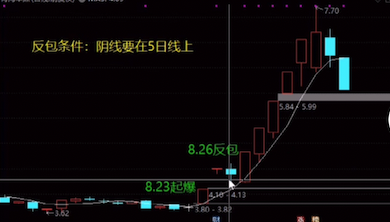 7.70
反包条件：阴线要在5日线上
5.84 - 5.99
8.26反包
8.23起爆
4.10 - 4.13
3.80 - 3.82
3.62
财